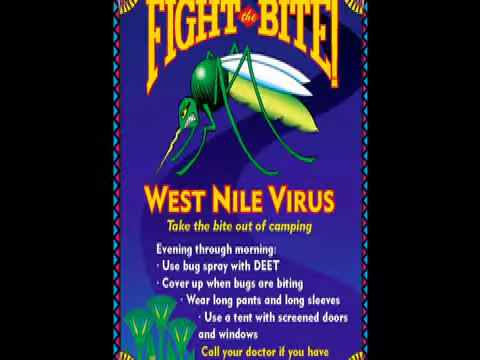 FIGHT the BITE!
WEST NILE VIRUS
Take the bite out of camping
Evening through morning:
· Use bug spray with DEET
· Cover up when bugs are biting
· Wear long pants and long sleeves
· Use a tent with screened doors
and windows
Call your doctor if you have